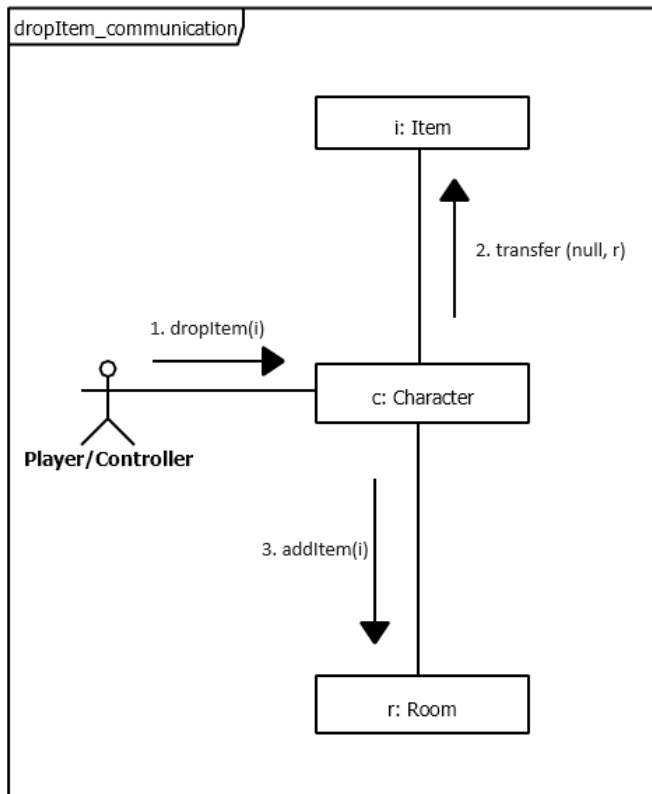 dropItem_communication
i: Item
2. transfer (null, r)
1. dropItem(i)
c: Character
Player/Controller
3. addItem(i)
r: Room